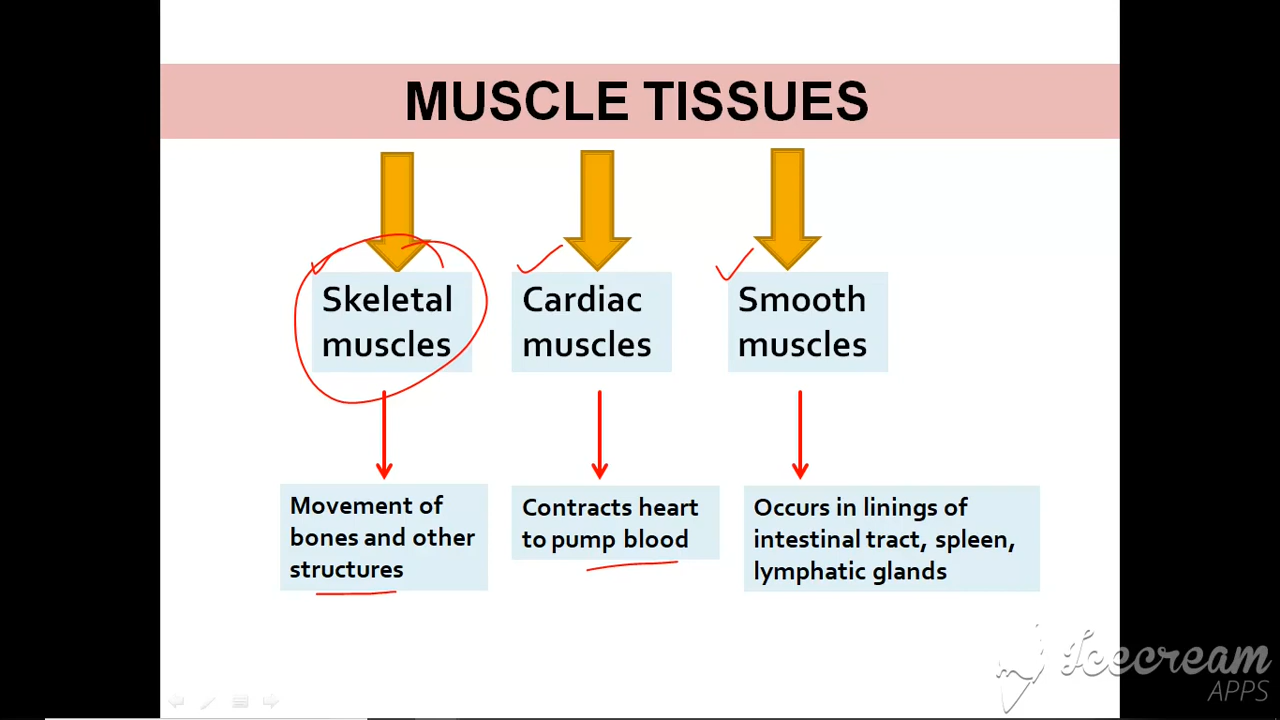 MUSCLE TISSUES
Skeletal
muscles
Cardiac
muscles
Smooth
muscles
Movement of
bones and other
structures
Contracts heart
to pump blood
Occurs in linings of
intestinal tract, spleen,
lymphatic glands
Icecream
APPS